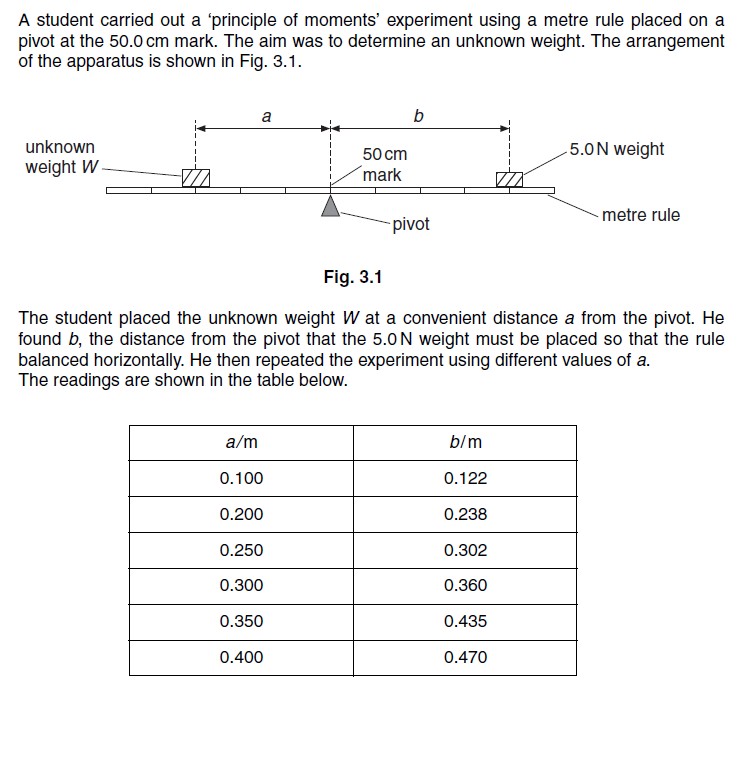 A student carried out a ‘principle of moments’ experiment using a metre rule placed on a
pivot at the 50.0 cm mark. The aim was to determine an unknown weight. The arrangement
of the apparatus is shown in Fig. 3.1.
a
b
unknown
weight W
50 cm
mark
5.0 N weight
metre rule
pivot
Fig. 3.1
The student placed the unknown weight W at a convenient distance a from the pivot. He
found b, the distance from the pivot that the 5.0 N weight must be placed so that the rule
balanced horizontally. He then repeated the experiment using different values of a.
The readings are shown in the table below.
a/m b/m
0.100 0.122
0.200 0.238
0.250 0.302
0.300 0.360
0.350 0.435
0.400 0.470